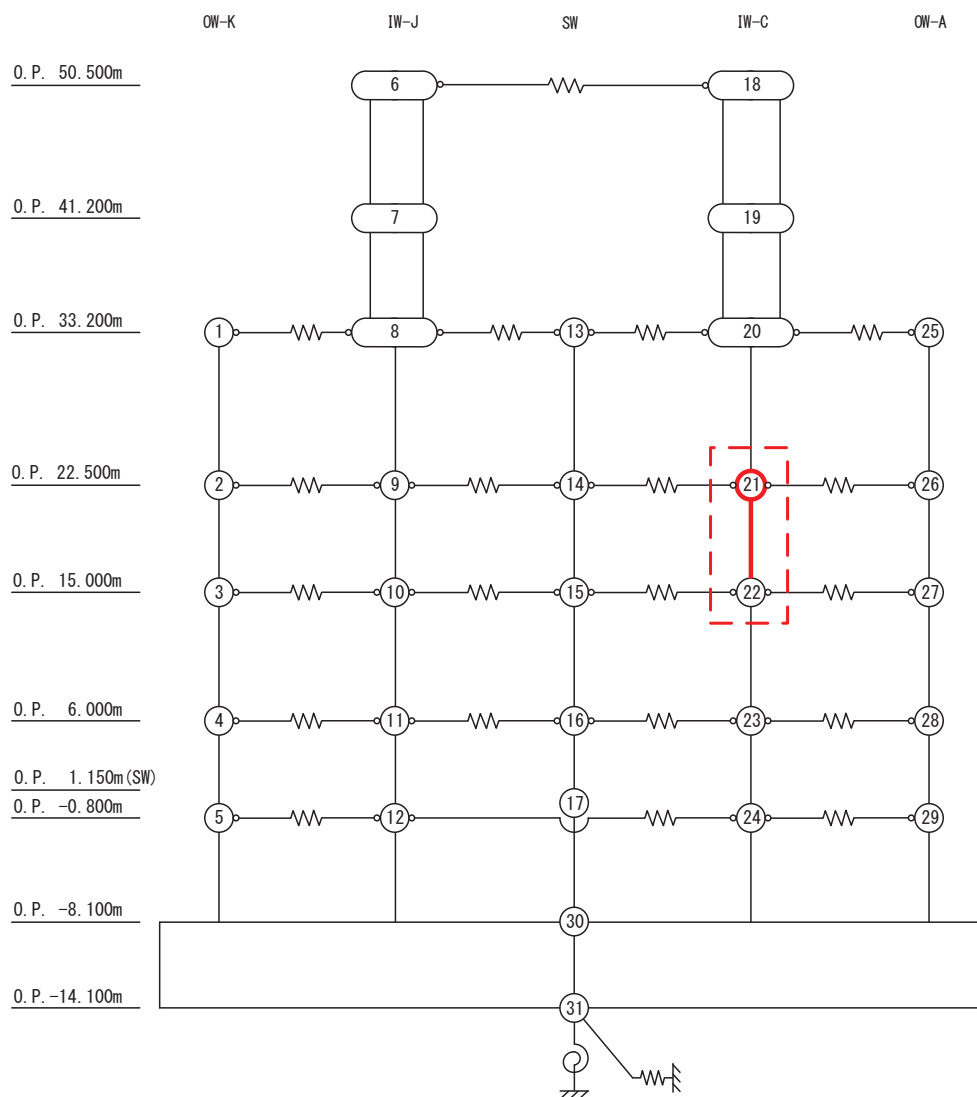 OW-K IW-J SW IW-C OW-A
O.P. 50.500m 6 18
O.P. 41.200m 7 19
O.P. 33.200m 1 8 13 20 25
O.P. 22.500m 2 9 14 21 26
O.P. 15.000m 3 10 15 22 27
O.P. 6.000m 4 11 16 23 28
O.P. 1.150m(SW) 17
O.P. -0.800m 5 12 24 29
O.P. -8.100m 30
O.P.-14.100m 31